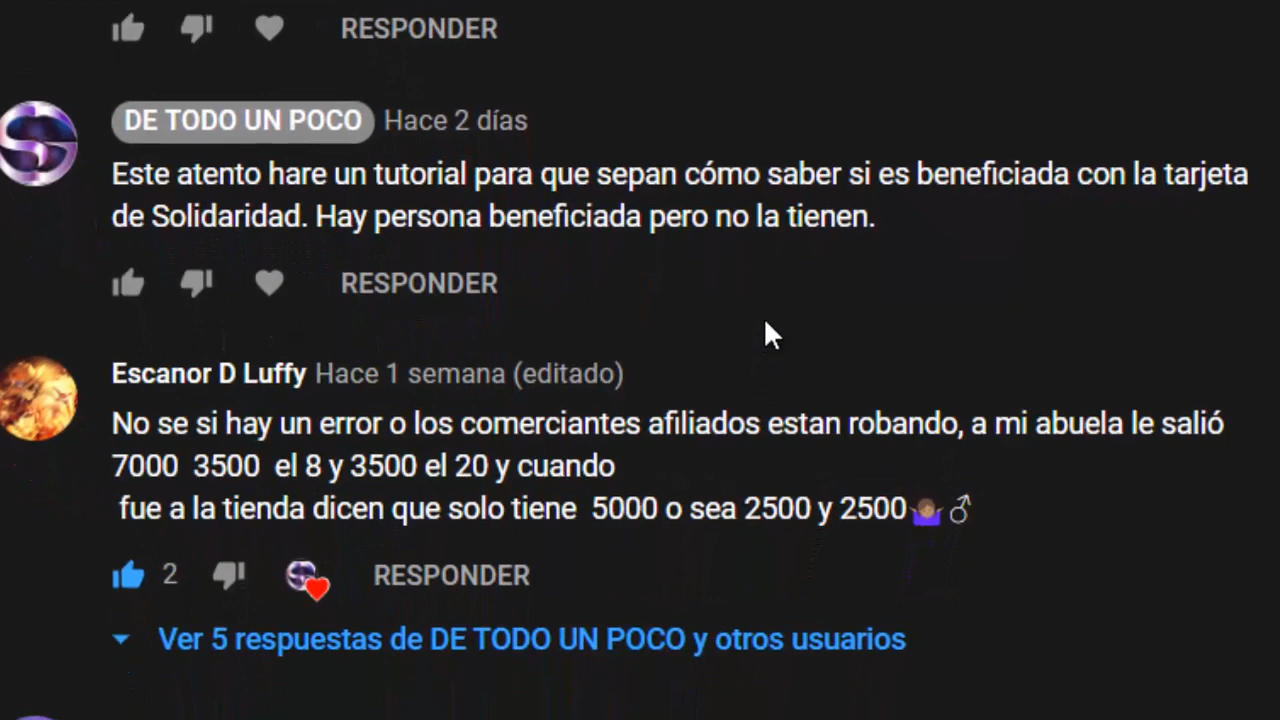 RESPONDER
DE TODO UN POCO Hace 2 días
Este atento hare un tutorial para que sepan cómo saber si es beneficiada con la tarjeta
de Solidaridad. Hay persona beneficiada pero no la tienen.
RESPONDER
Escanor D Luffy Hace 1 semana (editado)
No se si hay un error o los comerciantes afiliados estan robando, a mi abuela le salió
7000 3500 el 8 y 3500 el 20 y cuando
fue a la tienda dicen que solo tiene 5000 o sea 2500 y 2500🤷🏽♂
2 RESPONDER
Ver 5 respuestas de DE TODO UN POCO y otros usuarios